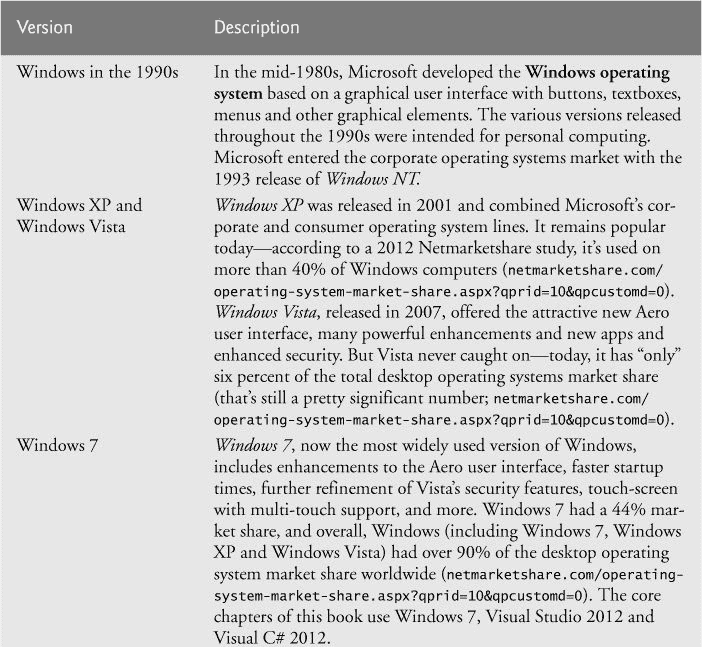 Version Description
Windows in the 1990s In the mid-1980s, Microsoft developed the Windows operating
system based on a graphical user interface with buttons, textboxes,
menus and other graphical elements. The various versions released
throughout the 1990s were intended for personal computing.
Microsoft entered the corporate operating systems market with the
1993 release of Windows NT.
Windows XP and Windows XP was released in 2001 and combined Microsoft’s cor-
Windows Vista porate and consumer operating system lines. It remains popular
today—according to a 2012 Netmarketshare study, it’s used on
more than 40% of Windows computers (netmarketshare.com/
operating-system-market-share.aspx?qprid=10&qpcustomd=0).
Windows Vista, released in 2007, offered the attractive new Aero
user interface, many powerful enhancements and new apps and
enhanced security. But Vista never caught on—today, it has “only”
six percent of the total desktop operating systems market share
(that’s still a pretty significant number; netmarketshare.com/
operating-system-market-share.aspx?qprid=10&qpcustomd=0).
Windows 7 Windows 7, now the most widely used version of Windows,
includes enhancements to the Aero user interface, faster startup
times, further refinement of Vista’s security features, touch-screen
with multi-touch support, and more. Windows 7 had a 44% mar-
ket share, and overall, Windows (including Windows 7, Windows
XP and Windows Vista) had over 90% of the desktop operating
system market share worldwide (netmarketshare.com/operating-
system-market-share.aspx?qprid=10&qpcustomd=0). The core
chapters of this book use Windows 7, Visual Studio 2012 and
Visual C# 2012.